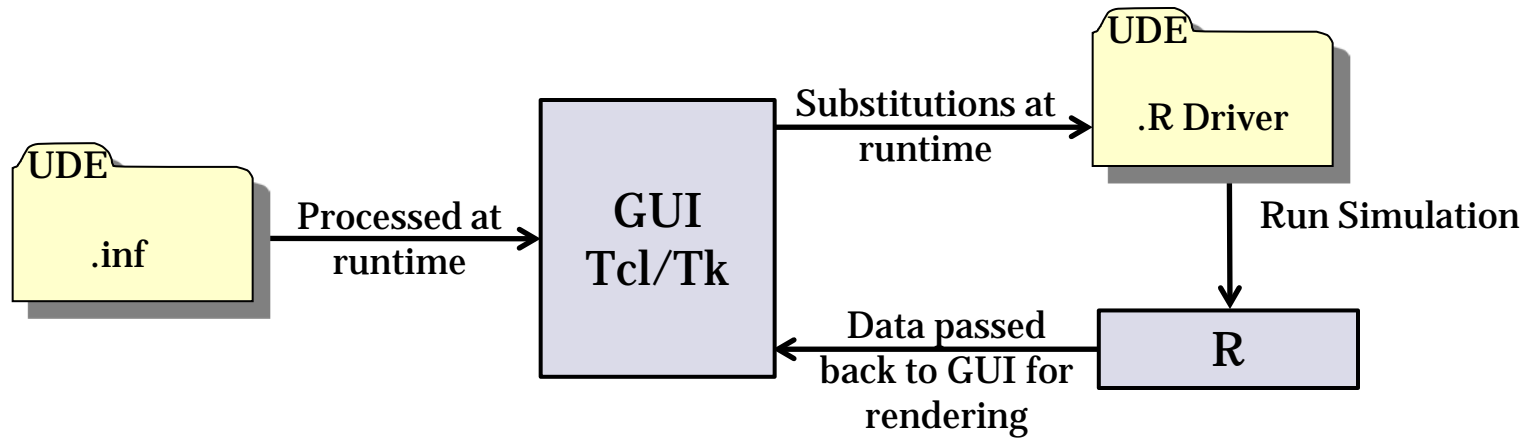 UDE
.inf
Processed at
runtime
GUI
Tcl/Tk
Substitutions at
runtime
UDE
.R Driver
Run Simulation
R
Data passed
back to GUI for
rendering